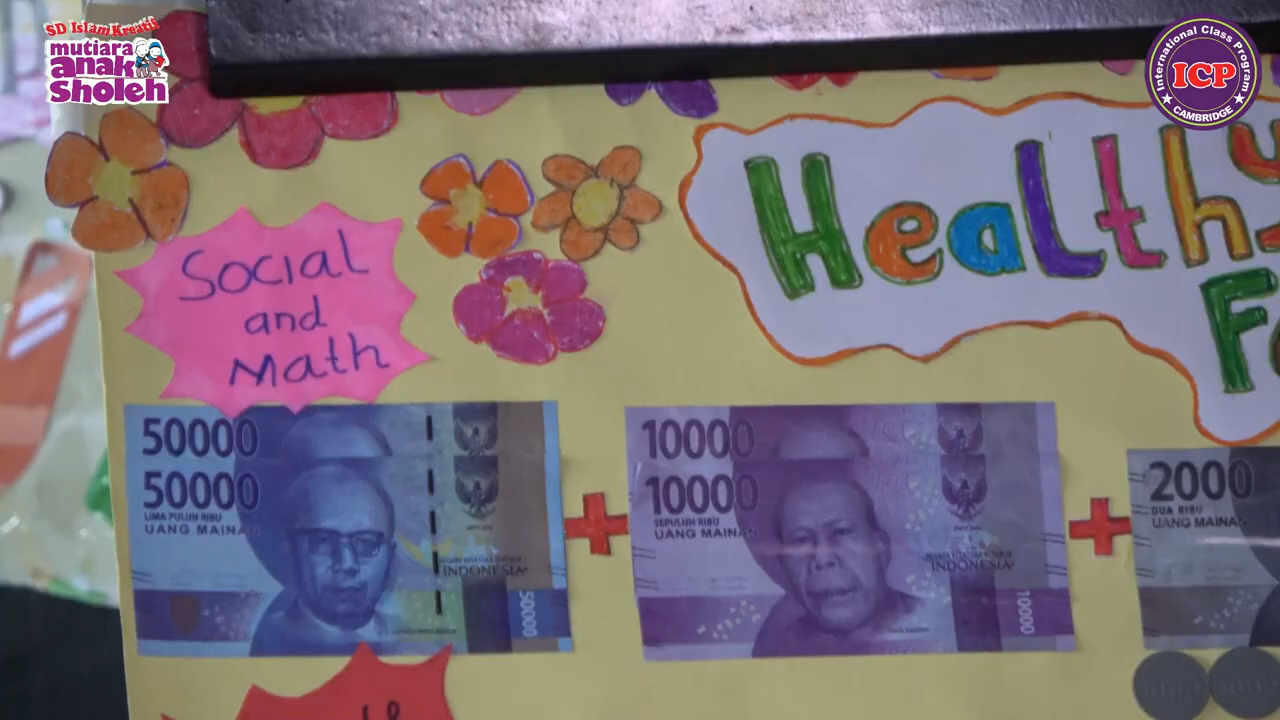 SD Islam Kreatif
mutiara
anak
Sholeh
International Class Program
ICP
CAMBRIDGE
Healthy
Social
and
Math
50000
50000
LIMA PULUH RIBU
UANG MAINAN
INDONESIA
50000
10000
10000
SEPULUH RIBU
UANG MAINAN
INDONESIA
10000
2000
DUA RIBU
UANG MAINAN